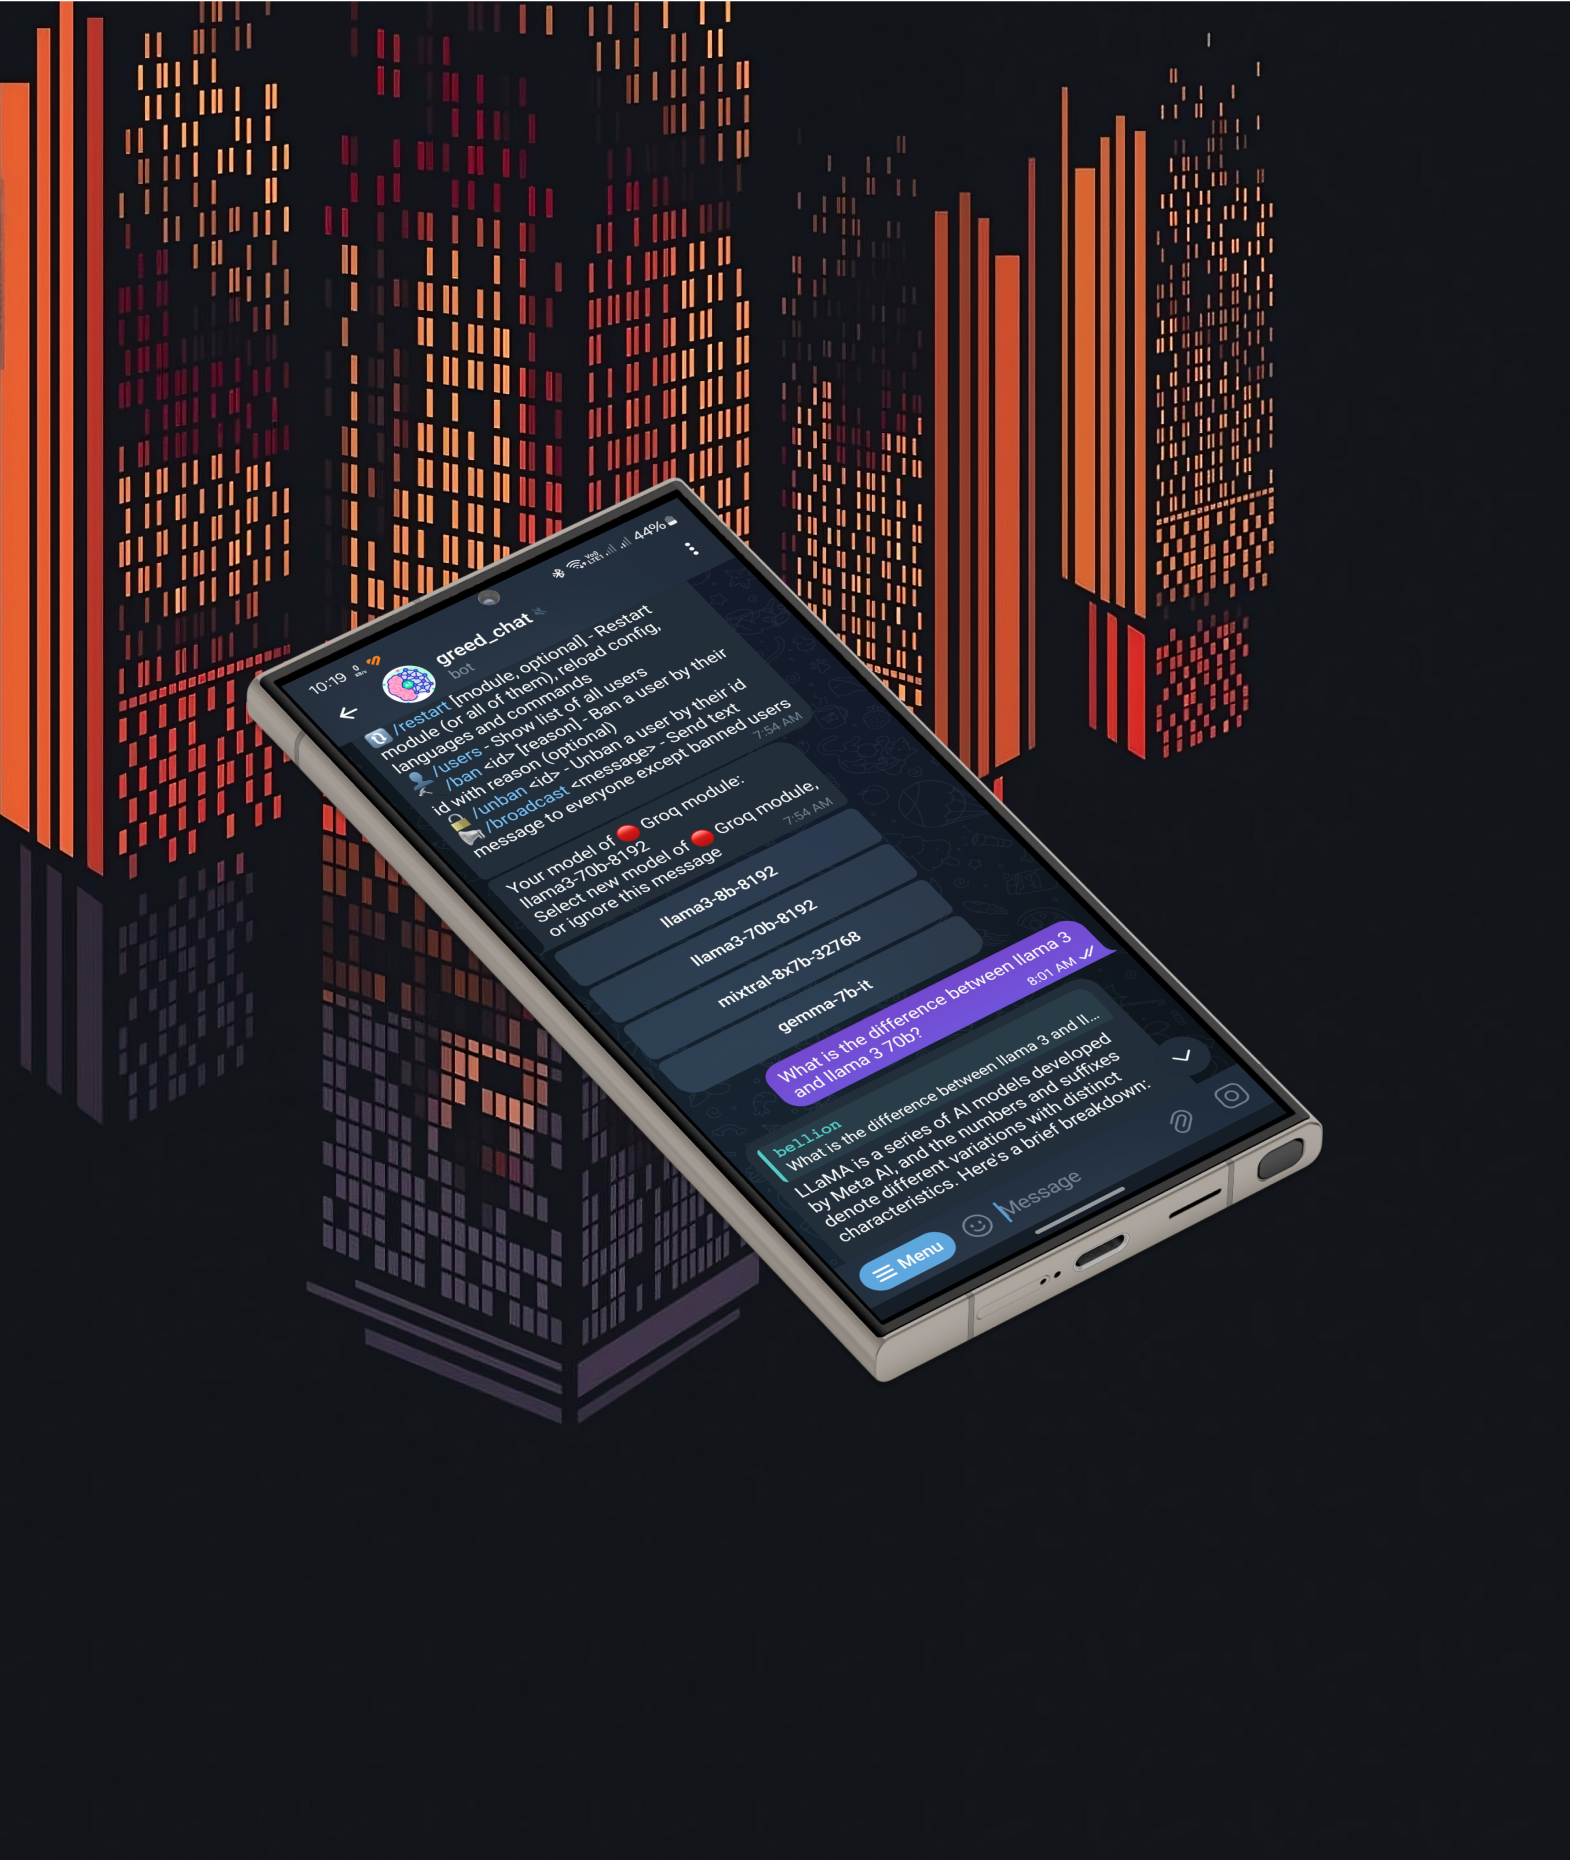 10:19
44%
greed_chat
bot
/restart [module, optional] - Restart
module (or all of them), reload config,
languages and commands
/users - Show list of all users
/ban <id> [reason] - Ban a user by their
id with reason (optional)
/unban <id> - Unban a user by their id
/broadcast <message> - Send text
message to everyone except banned users
7:54 AM
Your model of 🔴 Groq module:
llama3-70b-8192
Select new model of 🔴 Groq module,
or ignore this message
7:54 AM
llama3-8b-8192
llama3-70b-8192
mixtral-8x7b-32768
gemma-7b-it
What is the difference between llama 3
and llama 3 70b?
8:01 AM
bellion
What is the difference between llama 3 and ll...
LLaMA is a series of AI models developed
by Meta AI, and the numbers and suffixes
denote different variations with distinct
characteristics. Here's a brief breakdown:
Menu
Message